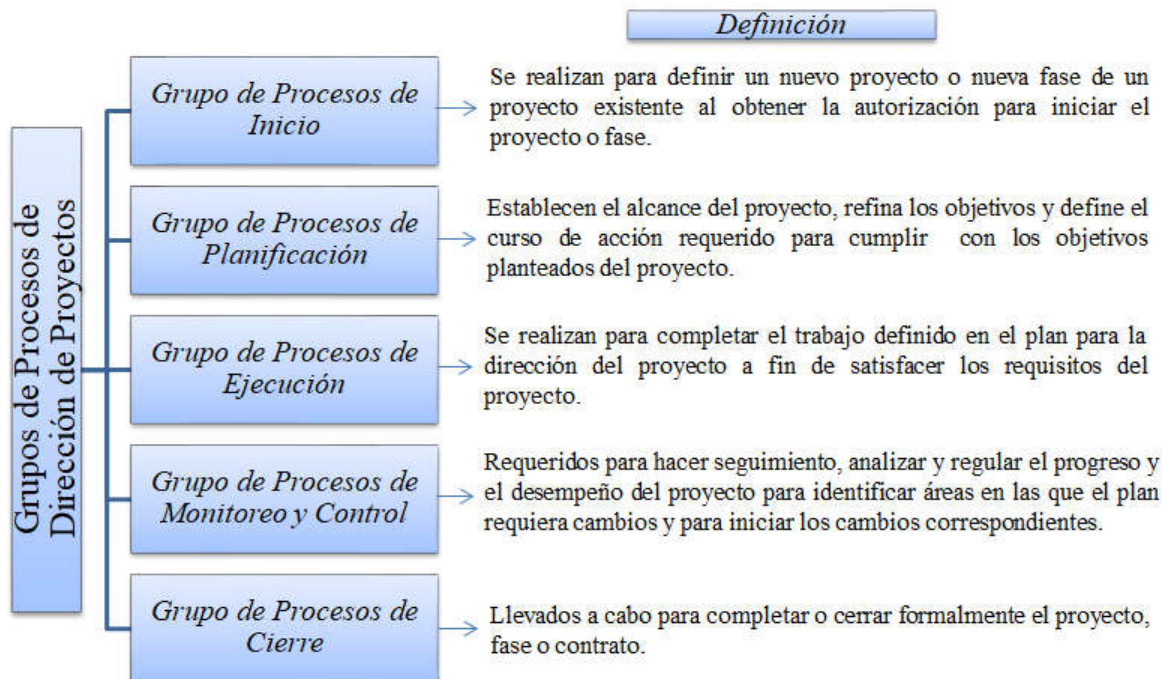 Definición
Grupos de Procesos de
Dirección de Proyectos
Grupo de Procesos de
Inicio
Se realizan para definir un nuevo proyecto o nueva fase de un
proyecto existente al obtener la autorización para iniciar el
proyecto o fase.
Grupo de Procesos de
Planificación
Establecen el alcance del proyecto, refina los objetivos y define el
curso de acción requerido para cumplir con los objetivos
planteados del proyecto.
Grupo de Procesos de
Ejecución
Se realizan para completar el trabajo definido en el plan para la
dirección del proyecto a fin de satisfacer los requisitos del
proyecto.
Grupo de Procesos de
Monitoreo y Control
Requeridos para hacer seguimiento, analizar y regular el progreso y
el desempeño del proyecto para identificar áreas en las que el plan
requiera cambios y para iniciar los cambios correspondientes.
Grupo de Procesos de
Cierre
Llevados a cabo para completar o cerrar formalmente el proyecto,
fase o contrato.